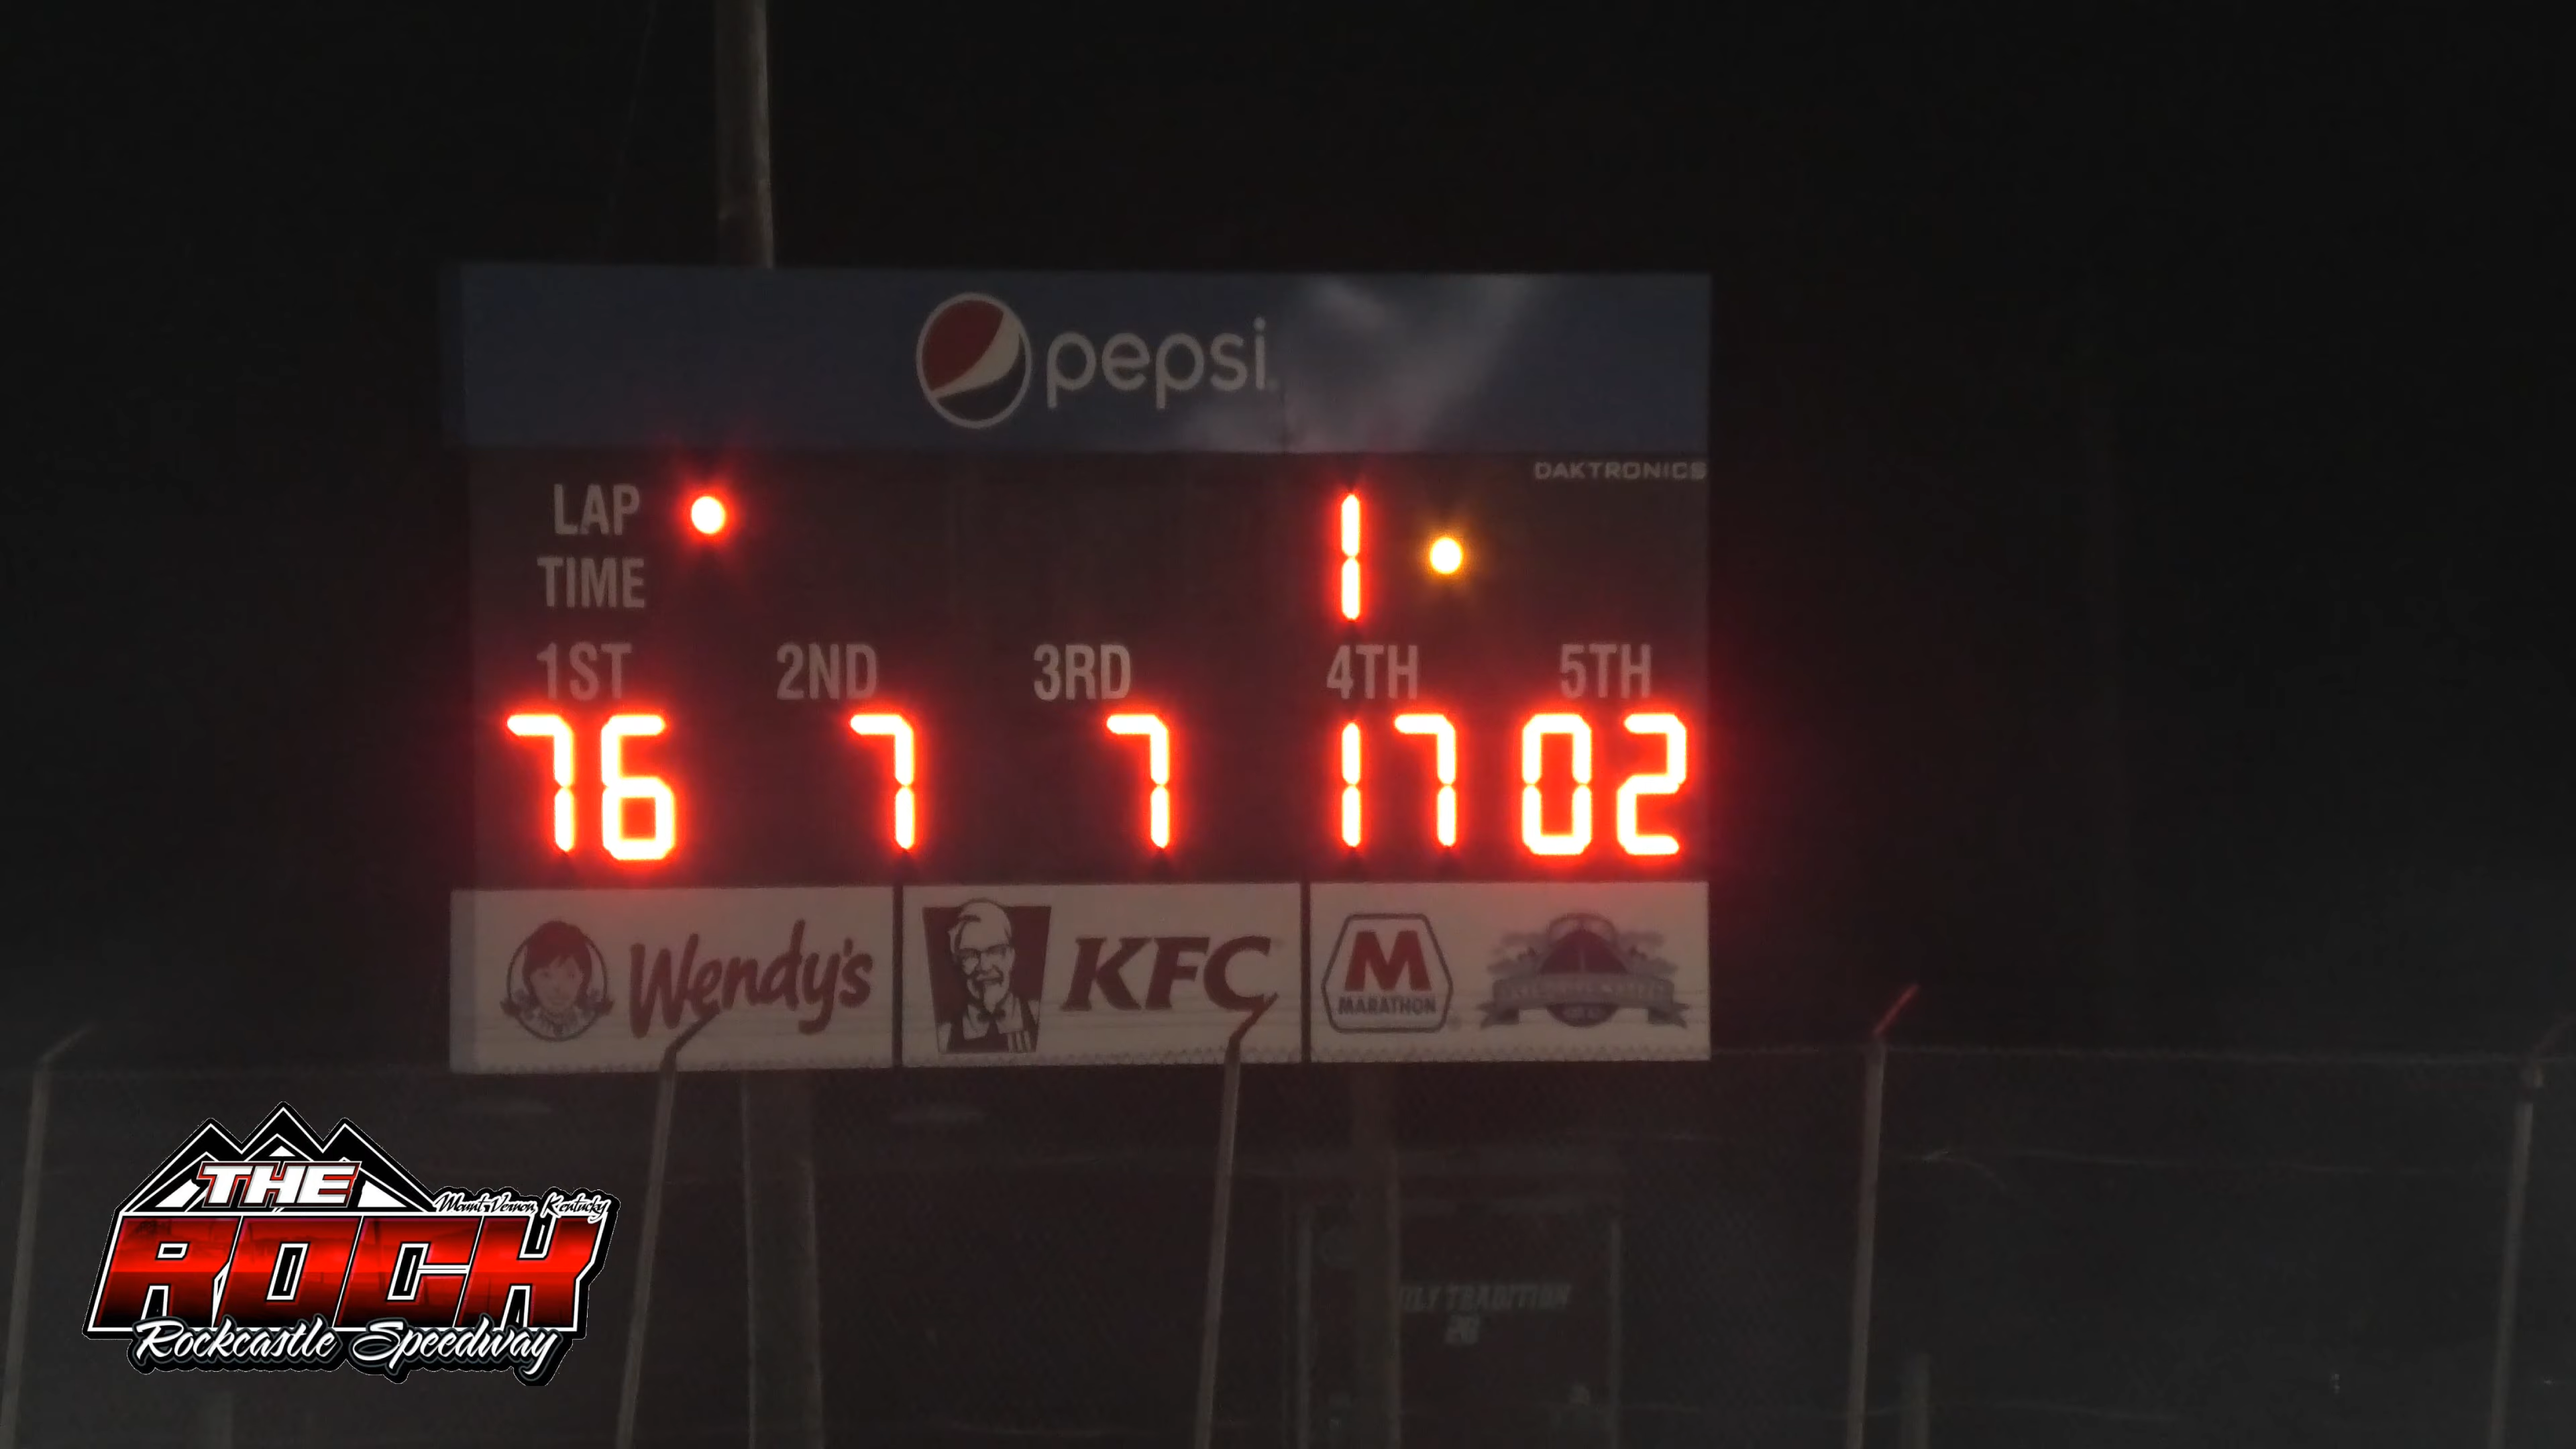 pepsi
DAKTRONICS
LAP
1
TIME
1ST 2ND 3RD 4TH 5TH
76 7 7 17 02
Wendy's
KFC
M
MARATHON
THE
Mount Vernon, Kentucky
ROCK
Rockcastle Speedway
TRADITION